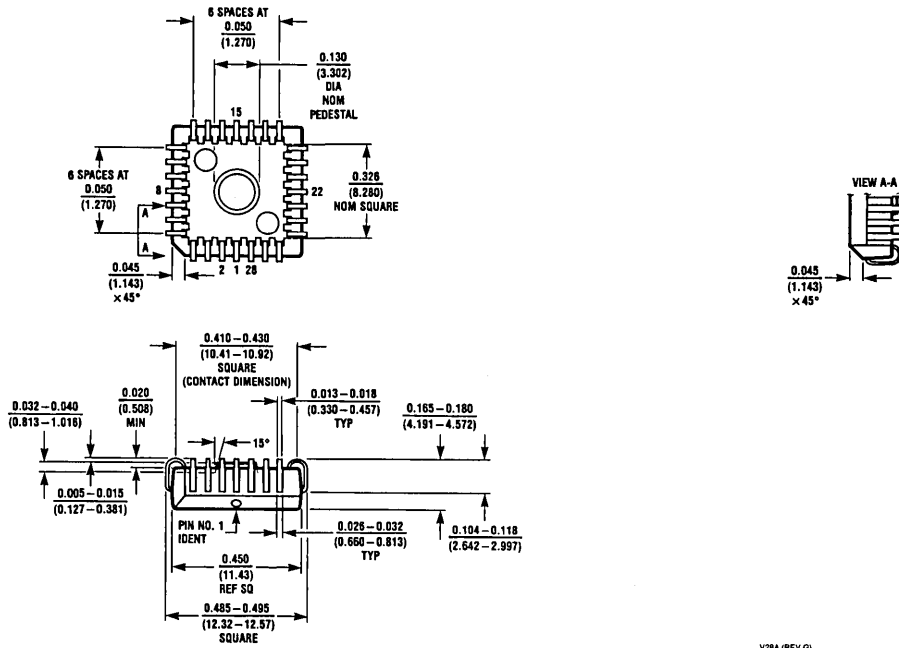 6 SPACES AT
0.050
(1.270)
0.130
(3.302)
DIA
NOM
PEDESTAL
15
6 SPACES AT
0.050
(1.270)
8
A
A
22
0.326
(8.280)
NOM SQUARE
2 1 28
0.045
(1.143)
×45°
VIEW A-A
0.045
(1.143)
×45°
0.410–0.430
(10.41–10.92)
SQUARE
(CONTACT DIMENSION)
0.032–0.040
(0.813–1.016)
0.020
(0.508)
MIN
0.013–0.018
(0.330–0.457)
TYP
0.165–0.180
(4.191–4.572)
15°
0.005–0.015
(0.127–0.381)
PIN NO. 1
IDENT
0.026–0.032
(0.660–0.813)
TYP
0.104–0.118
(2.642–2.997)
0.450
(11.43)
REF SQ
0.485–0.495
(12.32–12.57)
SQUARE
V28A (REV G)